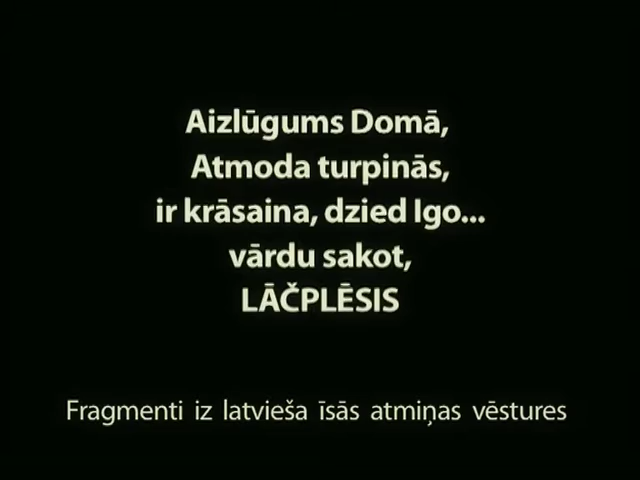 Aizlūgums Domā,
Atmoda turpinās,
ir krāsaina, dzied Igo...
vārdu sakot,
LĀČPLĒSIS
Fragmenti iz latvieša īsās atmiņas vēstures